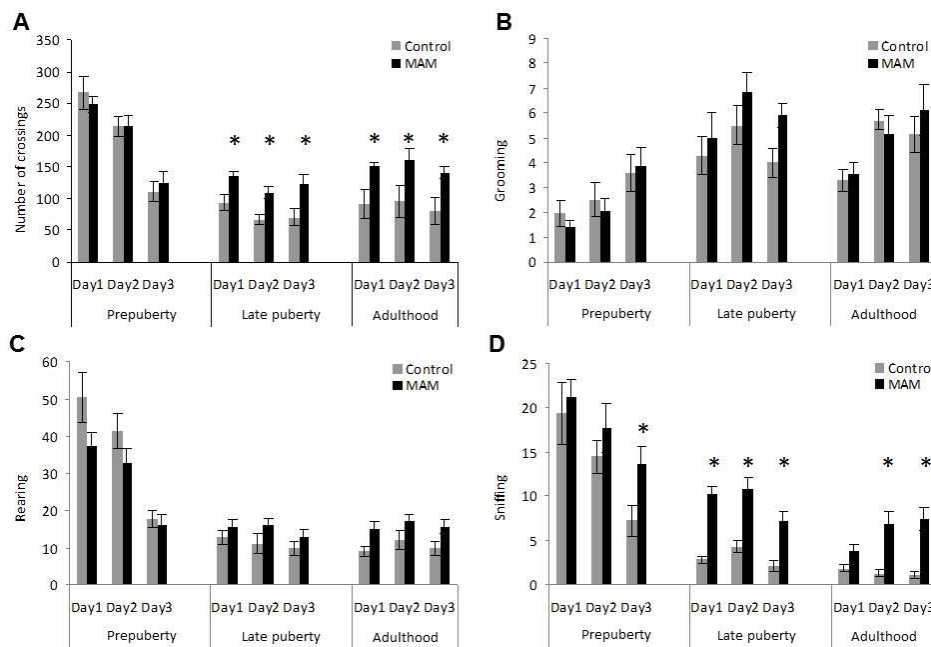 A
350
300
250
200
150
100
50
0
Number of crossings
Control
MAM
* * *
* * *
Day1 Day2 Day3
Day1 Day2 Day3
Day1 Day2 Day3
Prepuberty
Late puberty
Adulthood
B
9
8
7
6
5
4
3
2
1
0
Grooming
Control
MAM
Day1 Day2 Day3
Day1 Day2 Day3
Day1 Day2 Day3
Prepuberty
Late puberty
Adulthood
C
60
50
40
30
20
10
0
Rearing
Control
MAM
Day1 Day2 Day3
Day1 Day2 Day3
Day1 Day2 Day3
Prepuberty
Late puberty
Adulthood
D
25
20
15
10
5
0
Sniffing
Control
MAM
*
* * *
* *
Day1 Day2 Day3
Day1 Day2 Day3
Day1 Day2 Day3
Prepuberty
Late puberty
Adulthood